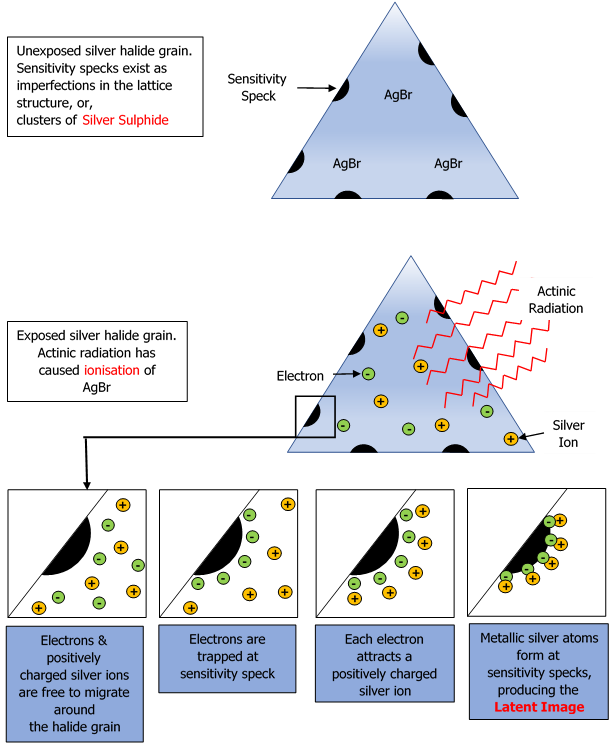 Unexposed silver halide grain.
Sensitivity specks exist as
imperfections in the lattice
structure, or,
clusters of Silver Sulphide
Sensitivity
Speck
AgBr
AgBr
AgBr
Exposed silver halide grain.
Actinic radiation has
caused ionisation of
AgBr
Actinic
Radiation
Electron
Silver
Ion
Electrons &
positively
charged silver ions
are free to migrate
around
the halide grain
Electrons are
trapped at
sensitivity speck
Each electron
attracts a
positively charged
silver ion
Metallic silver atoms
form at
sensitivity specks,
producing the
Latent Image